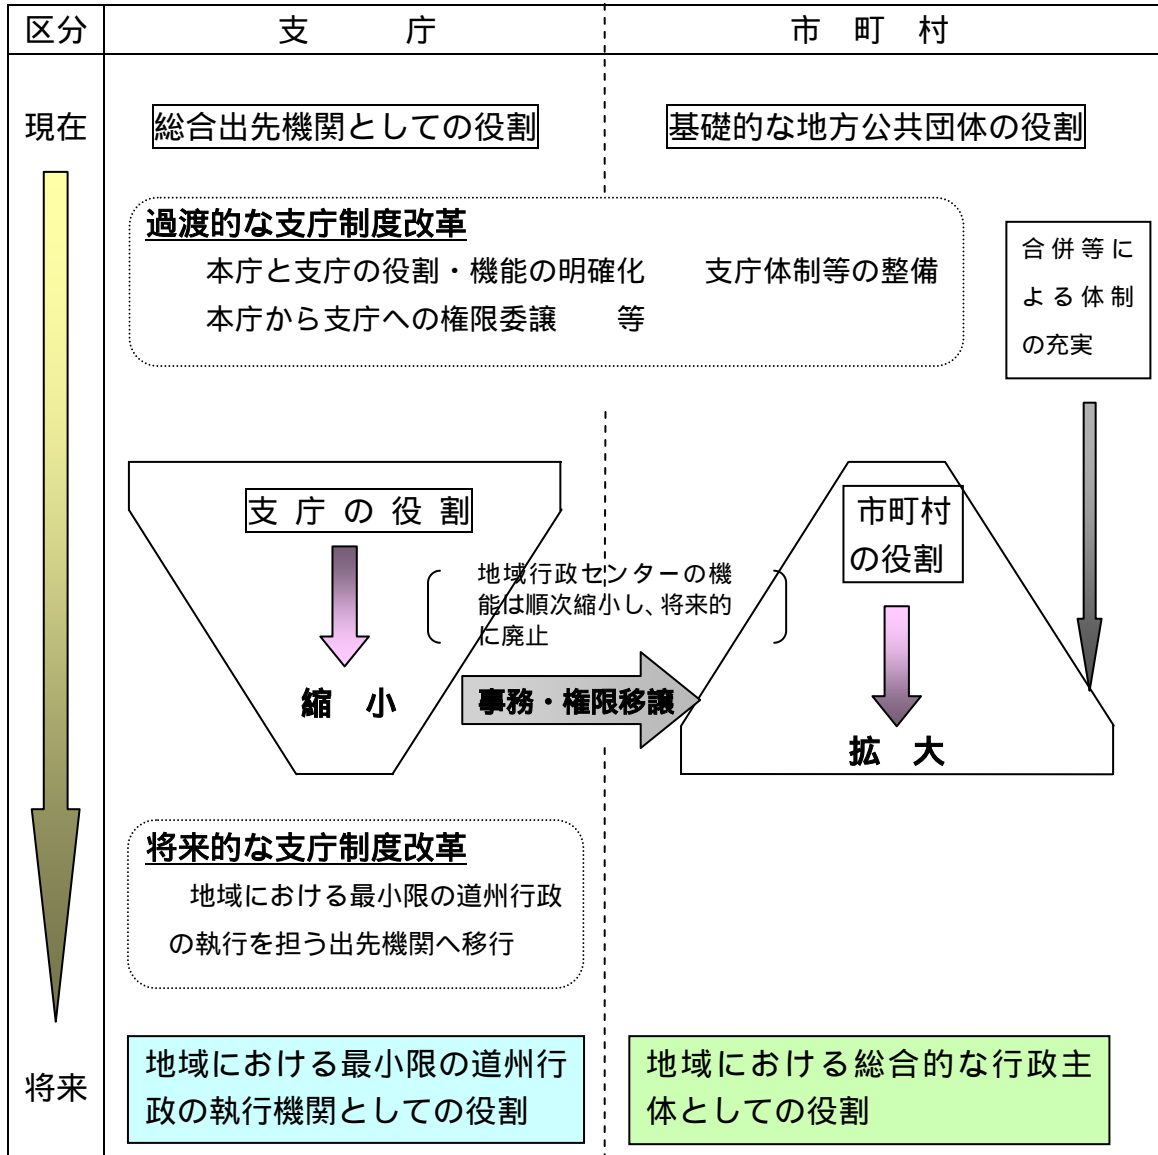 区分 支庁 市町村
現在 総合出先機関としての役割 基礎的な地方公共団体の役割
過渡的な支庁制度改革
本庁と支庁の役割・機能の明確化 支庁体制等の整備
本庁から支庁への権限委譲 等
合併等に
よる体制
の充実
支庁の役割
市町村
の役割
地域行政センターの機
能は順次縮小し、将来的
に廃止
縮小
事務・権限移譲
拡大
将来的な支庁制度改革
地域における最小限の道州行政
の執行を担う出先機関へ移行
将来
地域における最小限の道州行
政の執行機関としての役割
地域における総合的な行政主
体としての役割